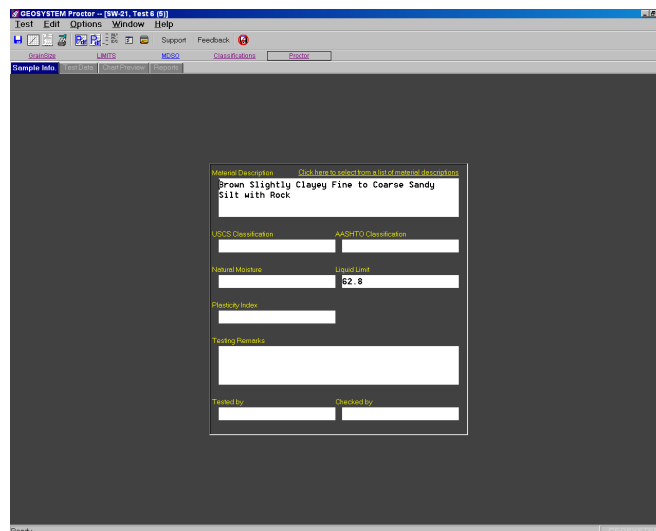 GEOSYSTEM Proctor -- [SW-21, Test 6 (5)]
Test Edit Options Window Help
Support Feedback
GrainSize LIMITS MDSO Classifications Proctor
Sample Info. Test Data Chart Preview Reports
Material Description Click here to select from a list of material descriptions
Brown Slightly Clayey Fine to Coarse Sandy
Silt with Rock
USCS Classification AASHTO Classification
Natural Moisture Liquid Limit
62.8
Plasticity Index
Testing Remarks
Tested by Checked by
Ready